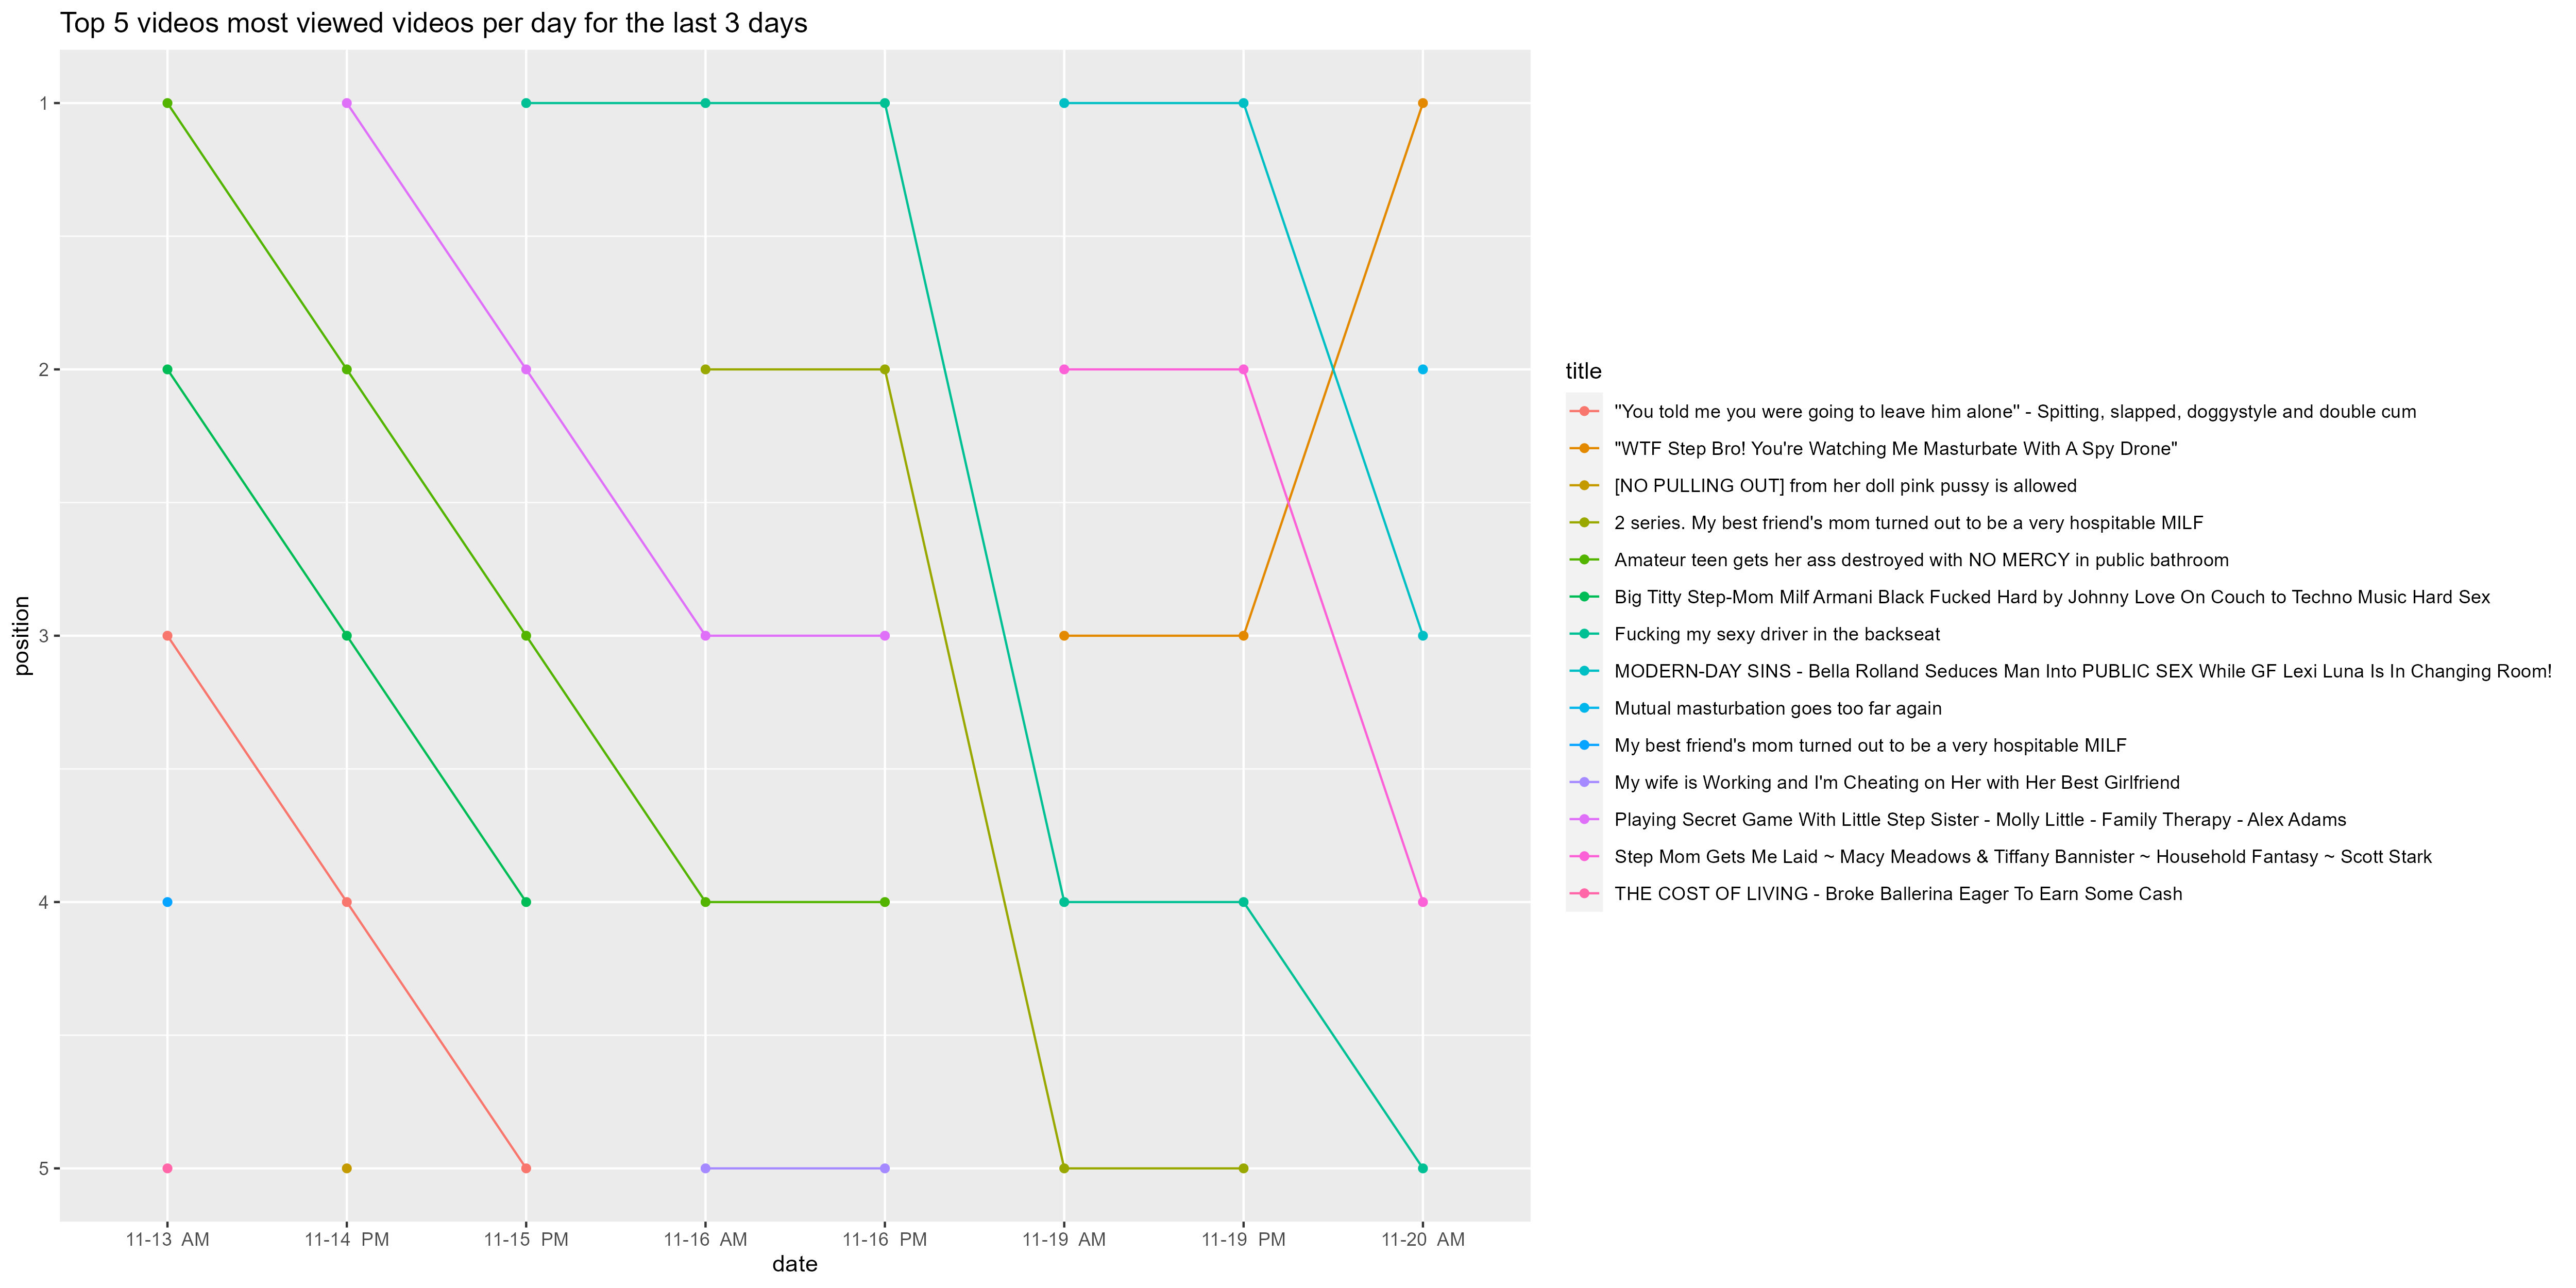 Top 5 videos most viewed videos per day for the last 3 days
position
1
2
3
4
5
11-13 AM
11-14 PM
11-15 PM
11-16 AM
11-16 PM
11-19 AM
11-19 PM
11-20 AM
date
title
"You told me you were going to leave him alone" - Spitting, slapped, doggystyle and double cum
"WTF Step Bro! You're Watching Me Masturbate With A Spy Drone"
[NO PULLING OUT] from her doll pink pussy is allowed
2 series. My best friend's mom turned out to be a very hospitable MILF
Amateur teen gets her ass destroyed with NO MERCY in public bathroom
Big Titty Step-Mom Milf Armani Black Fucked Hard by Johnny Love On Couch to Techno Music Hard Sex
Fucking my sexy driver in the backseat
MODERN-DAY SINS - Bella Rolland Seduces Man Into PUBLIC SEX While GF Lexi Luna Is In Changing Room!
Mutual masturbation goes too far again
My best friend's mom turned out to be a very hospitable MILF
My wife is Working and I'm Cheating on Her with Her Best Girlfriend
Playing Secret Game With Little Step Sister - Molly Little - Family Therapy - Alex Adams
Step Mom Gets Me Laid ~ Macy Meadows & Tiffany Bannister ~ Household Fantasy ~ Scott Stark
THE COST OF LIVING - Broke Ballerina Eager To Earn Some Cash